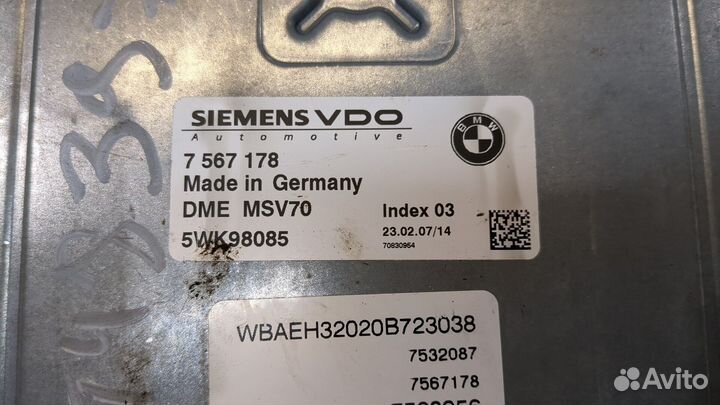 SIEMENS VDO
Automotive
BMW
7 567 178
Made in Germany
DME MSV70 Index 03
5WK98085 23.02.07/14
70830964
WBAEH32020B723038
7532087
7567178
Avito